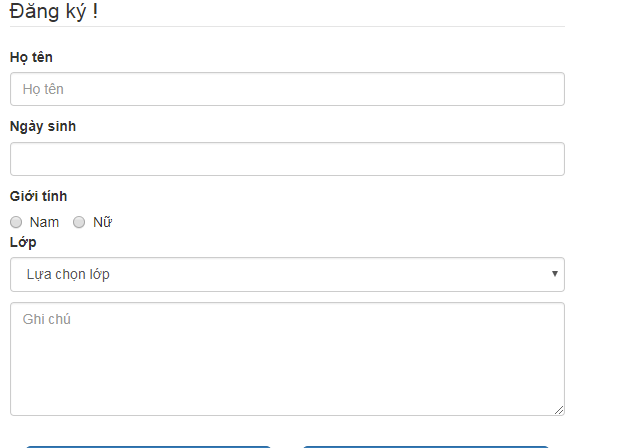 Đăng ký !
Họ tên
Họ tên
Ngày sinh
Giới tính
Nam Nữ
Lớp
Lựa chọn lớp
Ghi chú